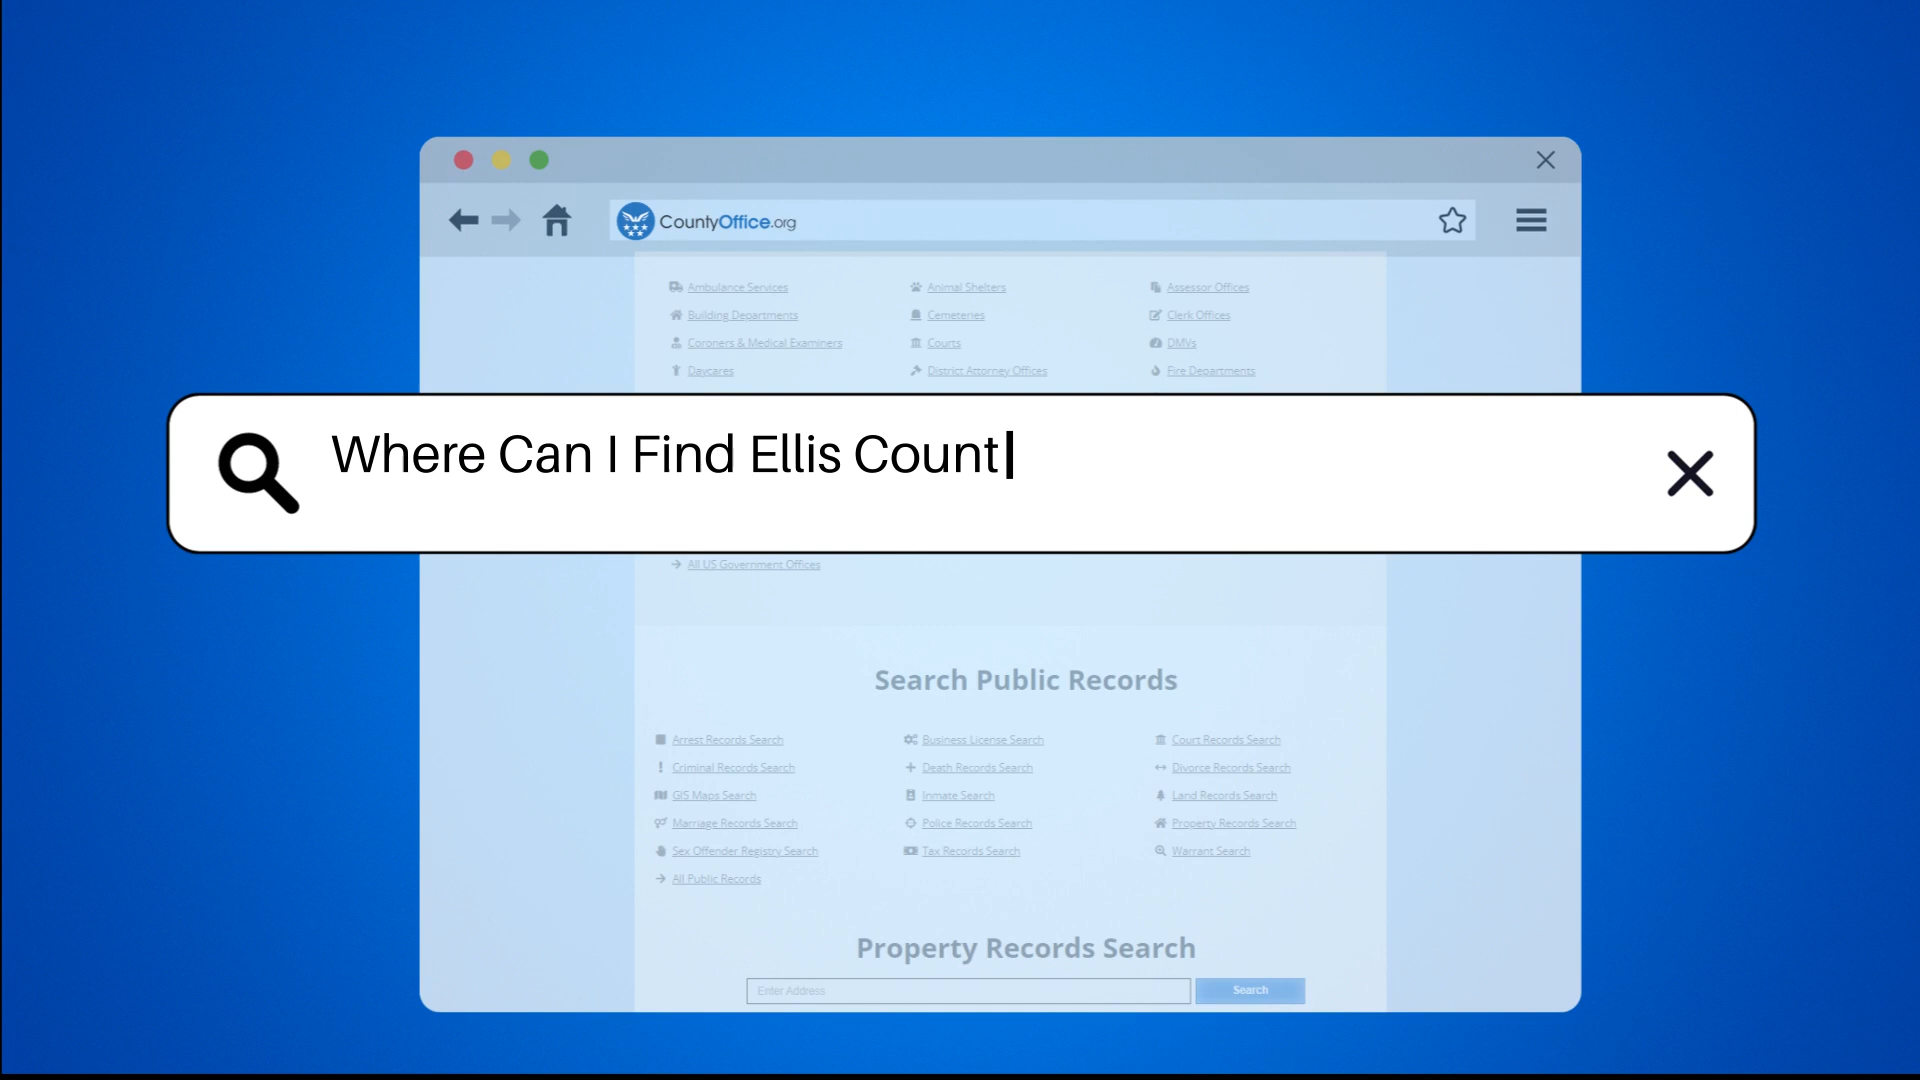 CountyOffice.org
Ambulance Services Animal Shelters Assessor Offices
Building Departments Cemeteries Clerk Offices
Coroners & Medical Examiners Courts DMVs
Daycares District Attorney Offices Fire Departments
Where Can I Find Ellis Count
All US Government Offices
Search Public Records
Arrest Records Search Business License Search Court Records Search
Criminal Records Search Death Records Search Divorce Records Search
GIS Maps Search Inmate Search Land Records Search
Marriage Records Search Police Records Search Property Records Search
Sex Offender Registry Search Tax Records Search Warrant Search
All Public Records
Property Records Search
Enter Address Search